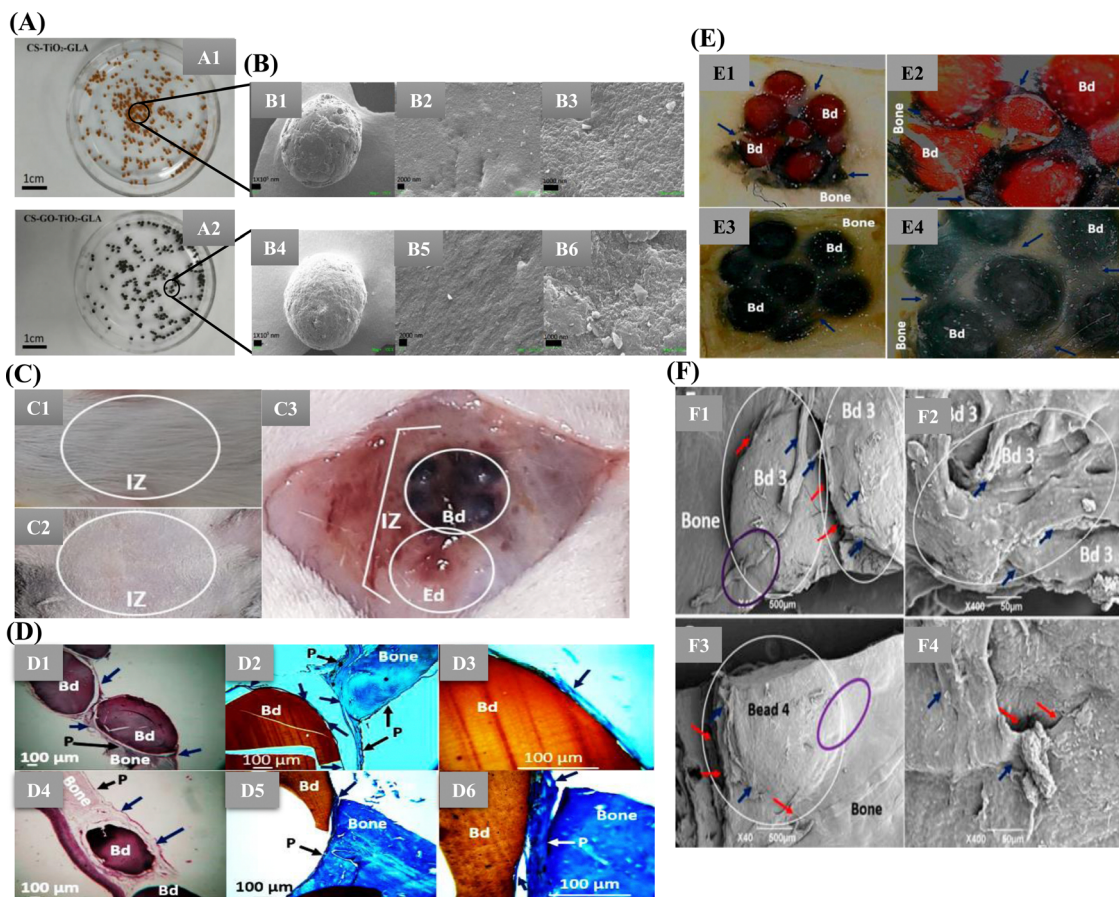 (A)
CS-TiO₂-GLA
A1
1cm
CS-GO-TiO₂-GLA
A2
1cm
(B)
B1
B2
B3
2000 nm
B4
B5
B6
(C)
C1
IZ
C2
IZ
C3
IZ
Bd
Ed
(D)
D1
Bd
P
Bone
100 μm
D2
P
Bone
Bd
P
100 μm
D3
Bd
100 μm
D4
Bone
P
Bd
Bd
100 μm
D5
Bd
Bone
P
100 μm
D6
Bd
Bone
P
100 μm
(E)
E1
Bd
Bd
Bone
E2
Bone
Bd
Bd
E3
Bone
Bd
Bd
E4
Bd
Bd
Bone
(F)
F1
Bd 3
Bd 3
Bone
500μm
F2
Bd 3
Bd 3
Bd 3
X400 50μm
F3
Bead 4
Bone
X40 500μm
F4
X400 50μm